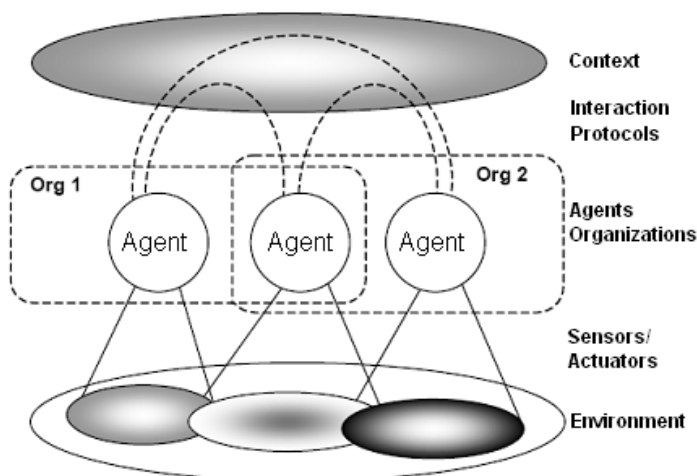 Context
Interaction
Protocols
Org 1
Org 2
Agent
Agent
Agent
Agents
Organizations
Sensors/
Actuators
Environment